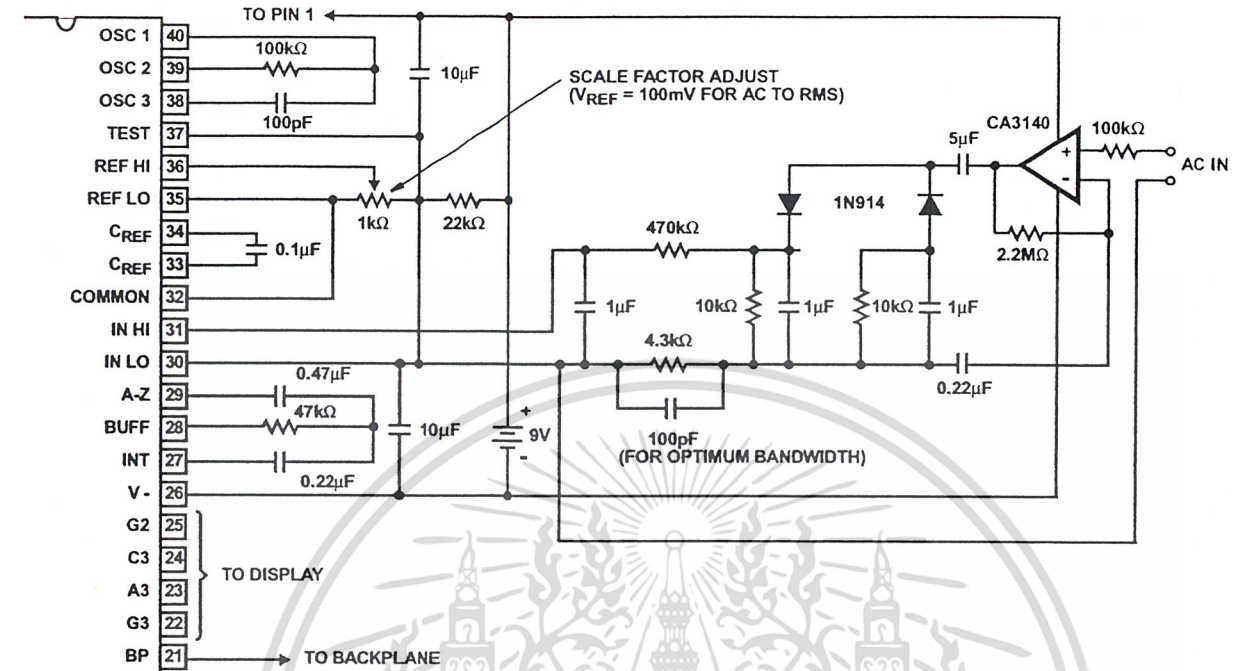 TO PIN 1
OSC 1 40
100kΩ
OSC 2 39
10µF
OSC 3 38
100pF
TEST 37
REF HI 36
REF LO 35
1kΩ
22kΩ
SCALE FACTOR ADJUST
(VREF = 100mV FOR AC TO RMS)
CREF 34
0.1µF
CREF 33
COMMON 32
IN HI 31
IN LO 30
0.47µF
A-Z 29
47kΩ
BUFF 28
10µF
INT 27
0.22µF
V - 26
+
9V
-
G2 25
C3 24
TO DISPLAY
A3 23
G3 22
BP 21
TO BACKPLANE
CA3140
100kΩ
5µF
+
-
AC IN
1N914
2.2MΩ
470kΩ
1µF
10kΩ
1µF
10kΩ
1µF
4.3kΩ
0.22µF
100pF
(FOR OPTIMUM BANDWIDTH)